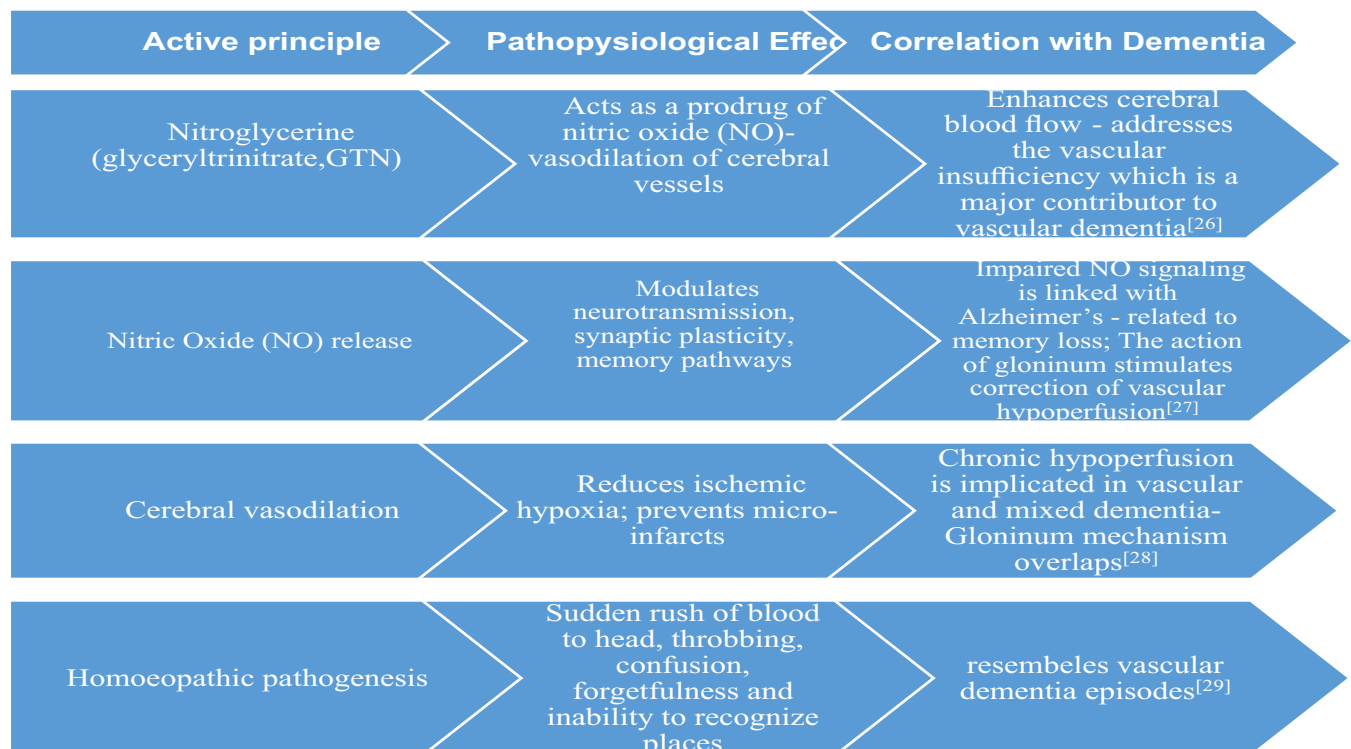 Active principle
Pathopysiological Effec
Correlation with Dementia
Nitroglycerine
(glyceryltrinitrate,GTN)
Acts as a prodrug of
nitric oxide (NO)-
vasodilation of cerebral
vessels
Enhances cerebral
blood flow - addresses
the vascular
insufficiency which is a
major contributor to
vascular dementia[26]
Nitric Oxide (NO) release
Modulates
neurotransmission,
synaptic plasticity,
memory pathways
Impaired NO signaling
is linked with
Alzheimer’s - related to
memory loss; The action
of gloninum stimulates
correction of vascular
hypoperfusion[27]
Cerebral vasodilation
Reduces ischemic
hypoxia; prevents micro-
infarcts
Chronic hypoperfusion
is implicated in vascular
and mixed dementia-
Gloninum mechanism
overlaps[28]
Homoeopathic pathogenesis
Sudden rush of blood
to head, throbbing,
confusion,
forgetfulness and
inability to recognize
places
resembeles vascular
dementia episodes[29]